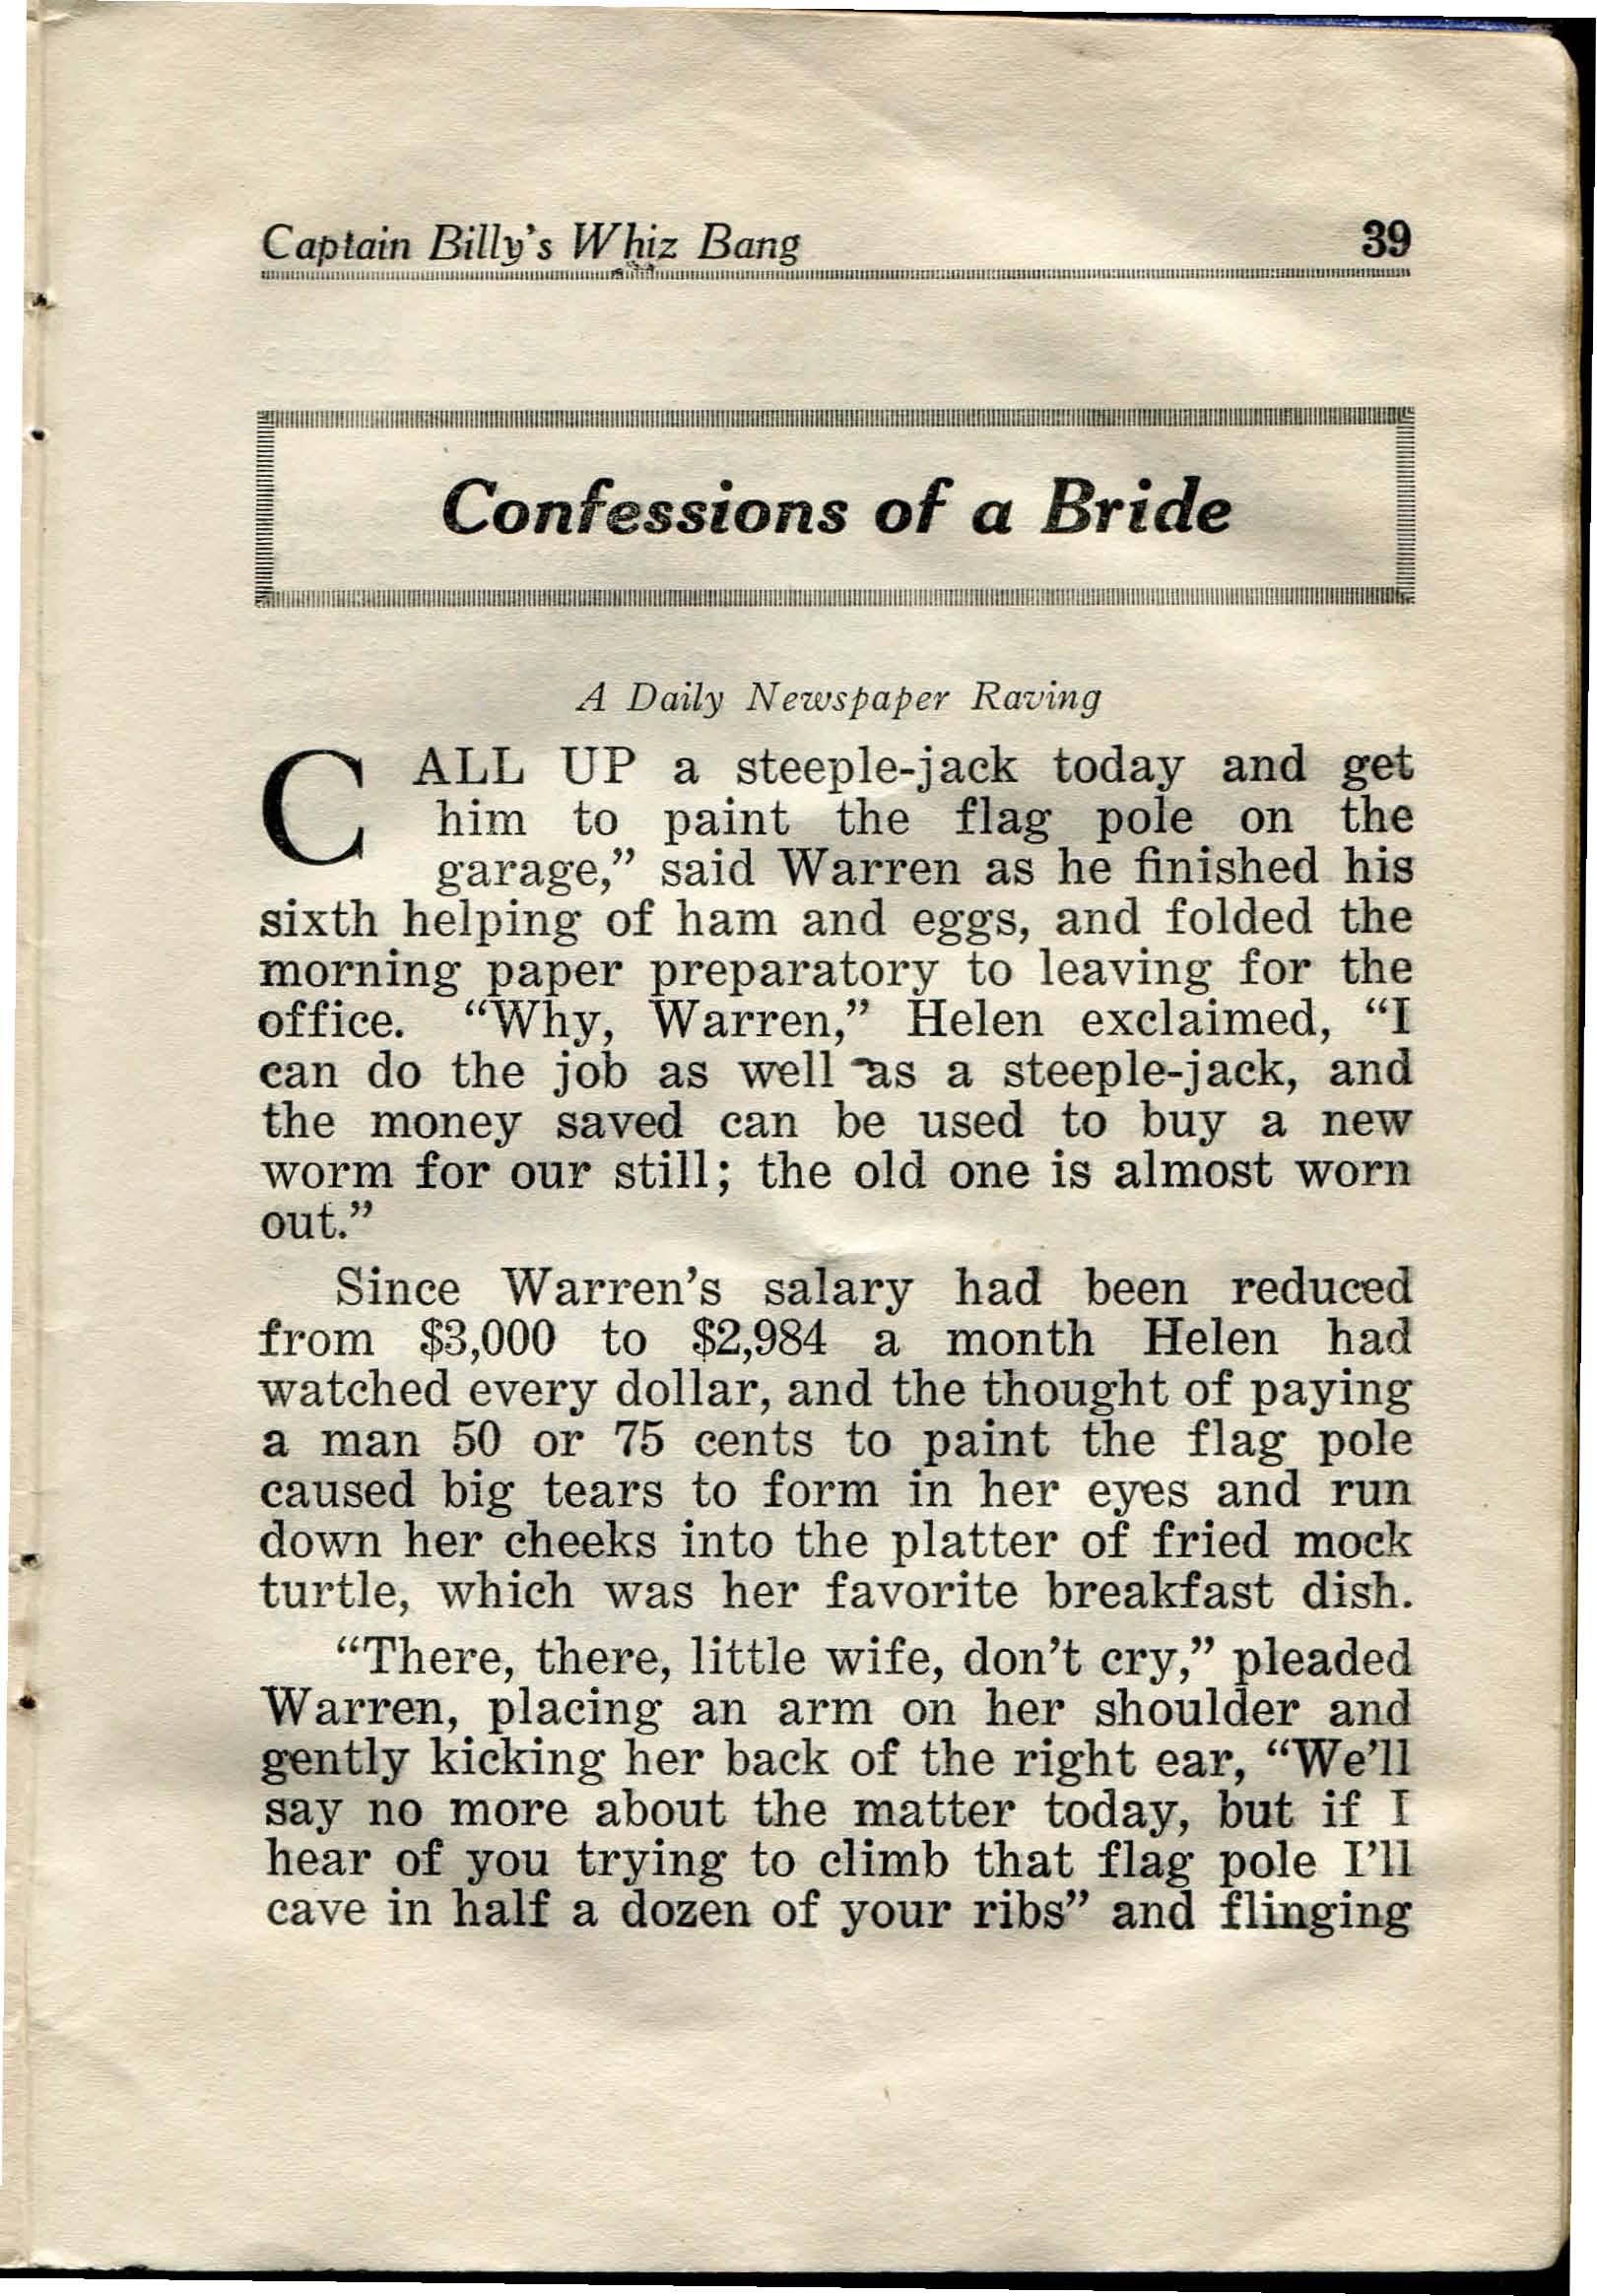 Captain Billy's Whiz Bang 39
Confessions of a Bride
A Daily Newspaper Raving
CALL UP a steeple-jack today and get
him to paint the flag pole on the
garage,” said Warren as he finished his
sixth helping of ham and eggs, and folded the
morning paper preparatory to leaving for the
office. “Why, Warren,” Helen exclaimed, “I
can do the job as well as a steeple-jack, and
the money saved can be used to buy a new
worm for our still; the old one is almost worn
out.”
Since Warren's salary had been reduced
from $3,000 to $2,984 a month Helen had
watched every dollar, and the thought of paying
a man 50 or 75 cents to paint the flag pole
caused big tears to form in her eyes and run
down her cheeks into the platter of fried mock
turtle, which was her favorite breakfast dish.
“There, there, little wife, don't cry,” pleaded
Warren, placing an arm on her shoulder and
gently kicking her back of the right ear, “We'll
say no more about the matter today, but if I
hear of you trying to climb that flag pole I'll
cave in half a dozen of your ribs” and flinging